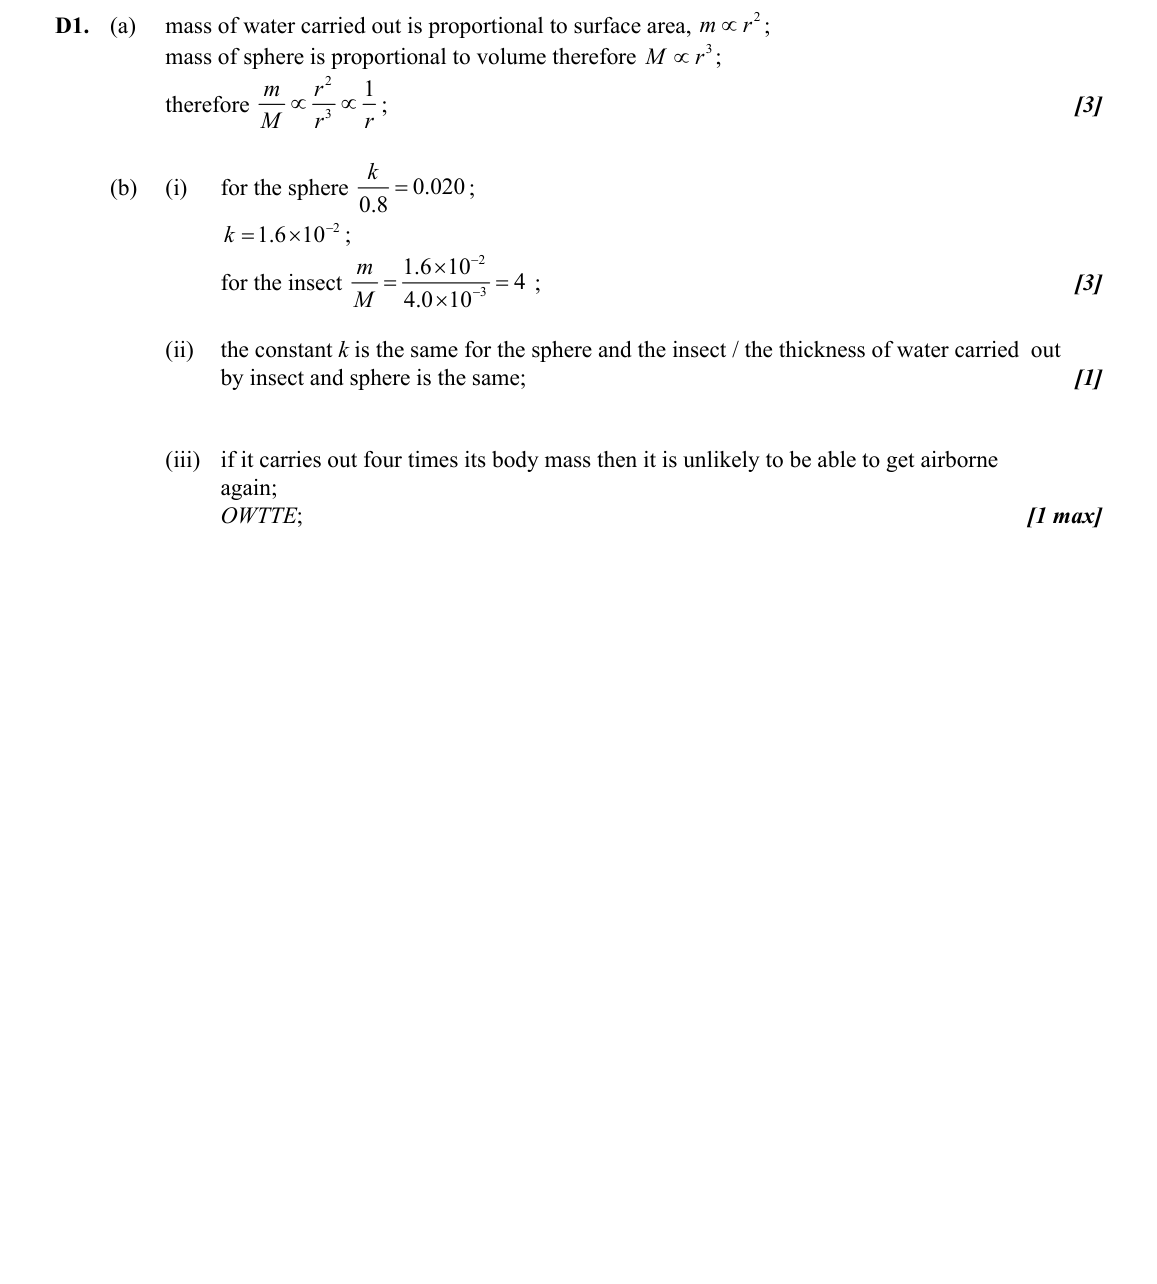 D1. (a) mass of water carried out is proportional to surface area, m ∝ r²;
mass of sphere is proportional to volume therefore M ∝ r³;
therefore m/M ∝ r²/r³ ∝ 1/r; [3]
(b) (i) for the sphere k/0.8 = 0.020;
k = 1.6×10⁻²;
for the insect m/M = 1.6×10⁻²/4.0×10⁻³ = 4 ; [3]
(ii) the constant k is the same for the sphere and the insect / the thickness of water carried out
by insect and sphere is the same; [1]
(iii) if it carries out four times its body mass then it is unlikely to be able to get airborne
again;
OWTTE; [1 max]